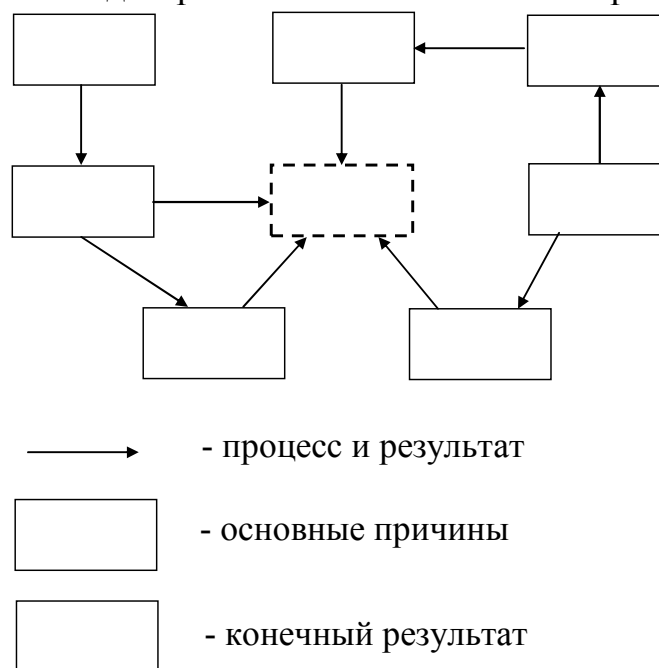 - процесс и результат
- основные причины
- конечный результат